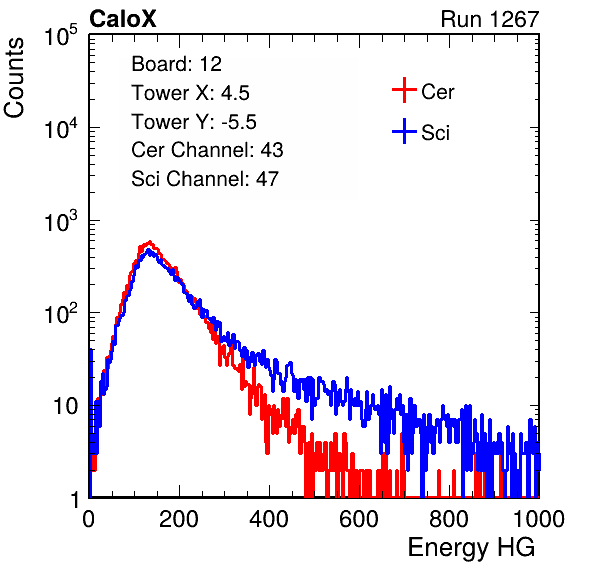 CaloX Run 1267
Counts
10^5
10^4
10^3
10^2
10
1
Board: 12
Tower X: 4.5
Tower Y: -5.5
Cer Channel: 43
Sci Channel: 47
Cer
Sci
0 200 400 600 800 1000
Energy HG